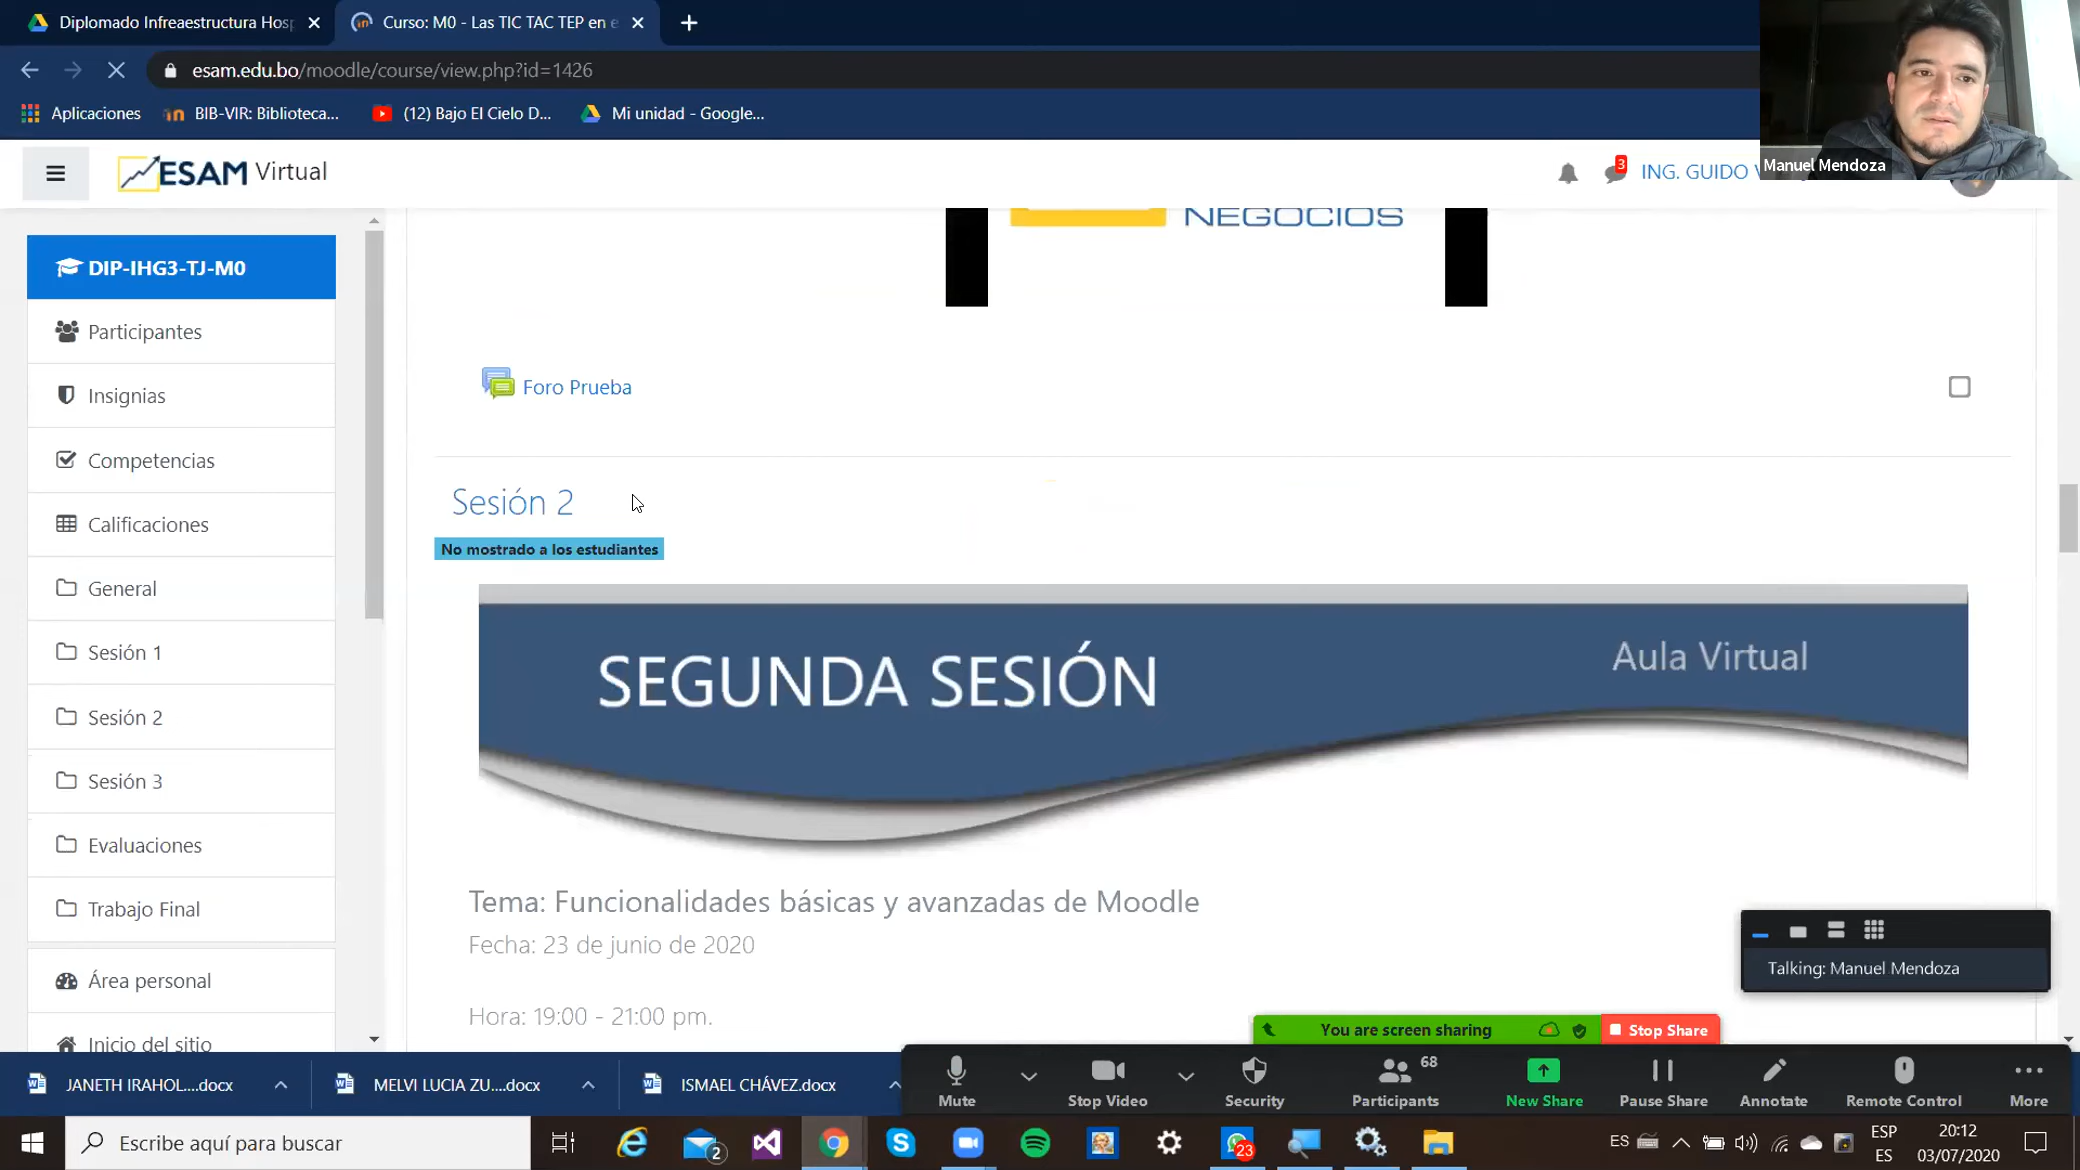 Diplomado Infreaestructura Hosp
Curso: M0 - Las TIC TAC TEP en e
esam.edu.bo/moodle/course/view.php?id=1426
Aplicaciones
BIB-VIR: Biblioteca...
(12) Bajo El Cielo D...
Mi unidad - Google...
Manuel Mendoza
ESAM Virtual
3
ING. GUIDO V
NEGOCIOS
DIP-IHG3-TJ-M0
Participantes
Insignias
Competencias
Calificaciones
General
Sesión 1
Sesión 2
Sesión 3
Evaluaciones
Trabajo Final
Área personal
Inicio del sitio
Foro Prueba
Sesión 2
No mostrado a los estudiantes
SEGUNDA SESIÓN
Aula Virtual
Tema: Funcionalidades básicas y avanzadas de Moodle
Fecha: 23 de junio de 2020
Hora: 19:00 - 21:00 pm.
Talking: Manuel Mendoza
You are screen sharing
Stop Share
JANETH IRAHOL....docx
MELVI LUCIA ZU....docx
ISMAEL CHÁVEZ.docx
Mute
Stop Video
Security
68
Participants
New Share
Pause Share
Annotate
Remote Control
More
Escribe aquí para buscar
2
23
ES
ESP
ES
20:12
03/07/2020